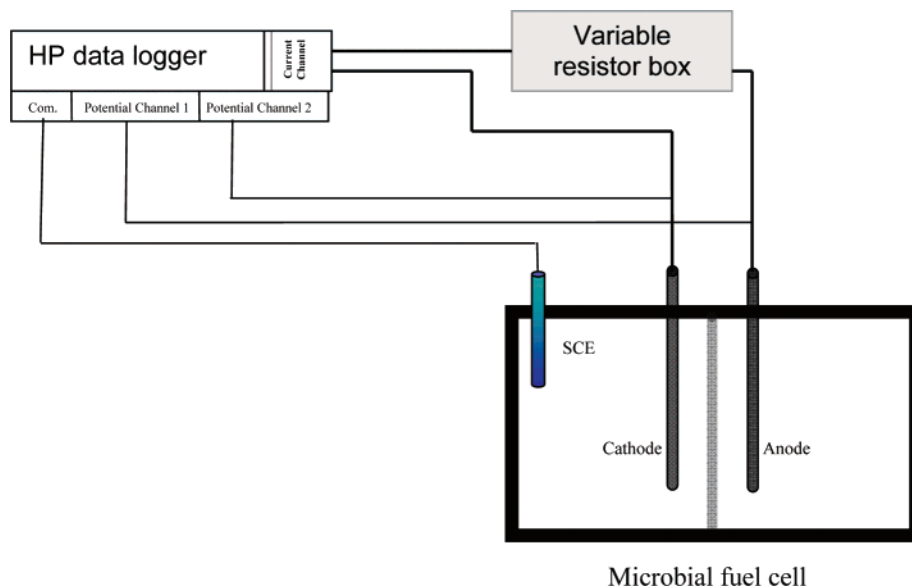 HP data logger
Current
Channel
Variable
resistor box
Com.
Potential Channel 1
Potential Channel 2
SCE
Cathode
Anode
Microbial fuel cell